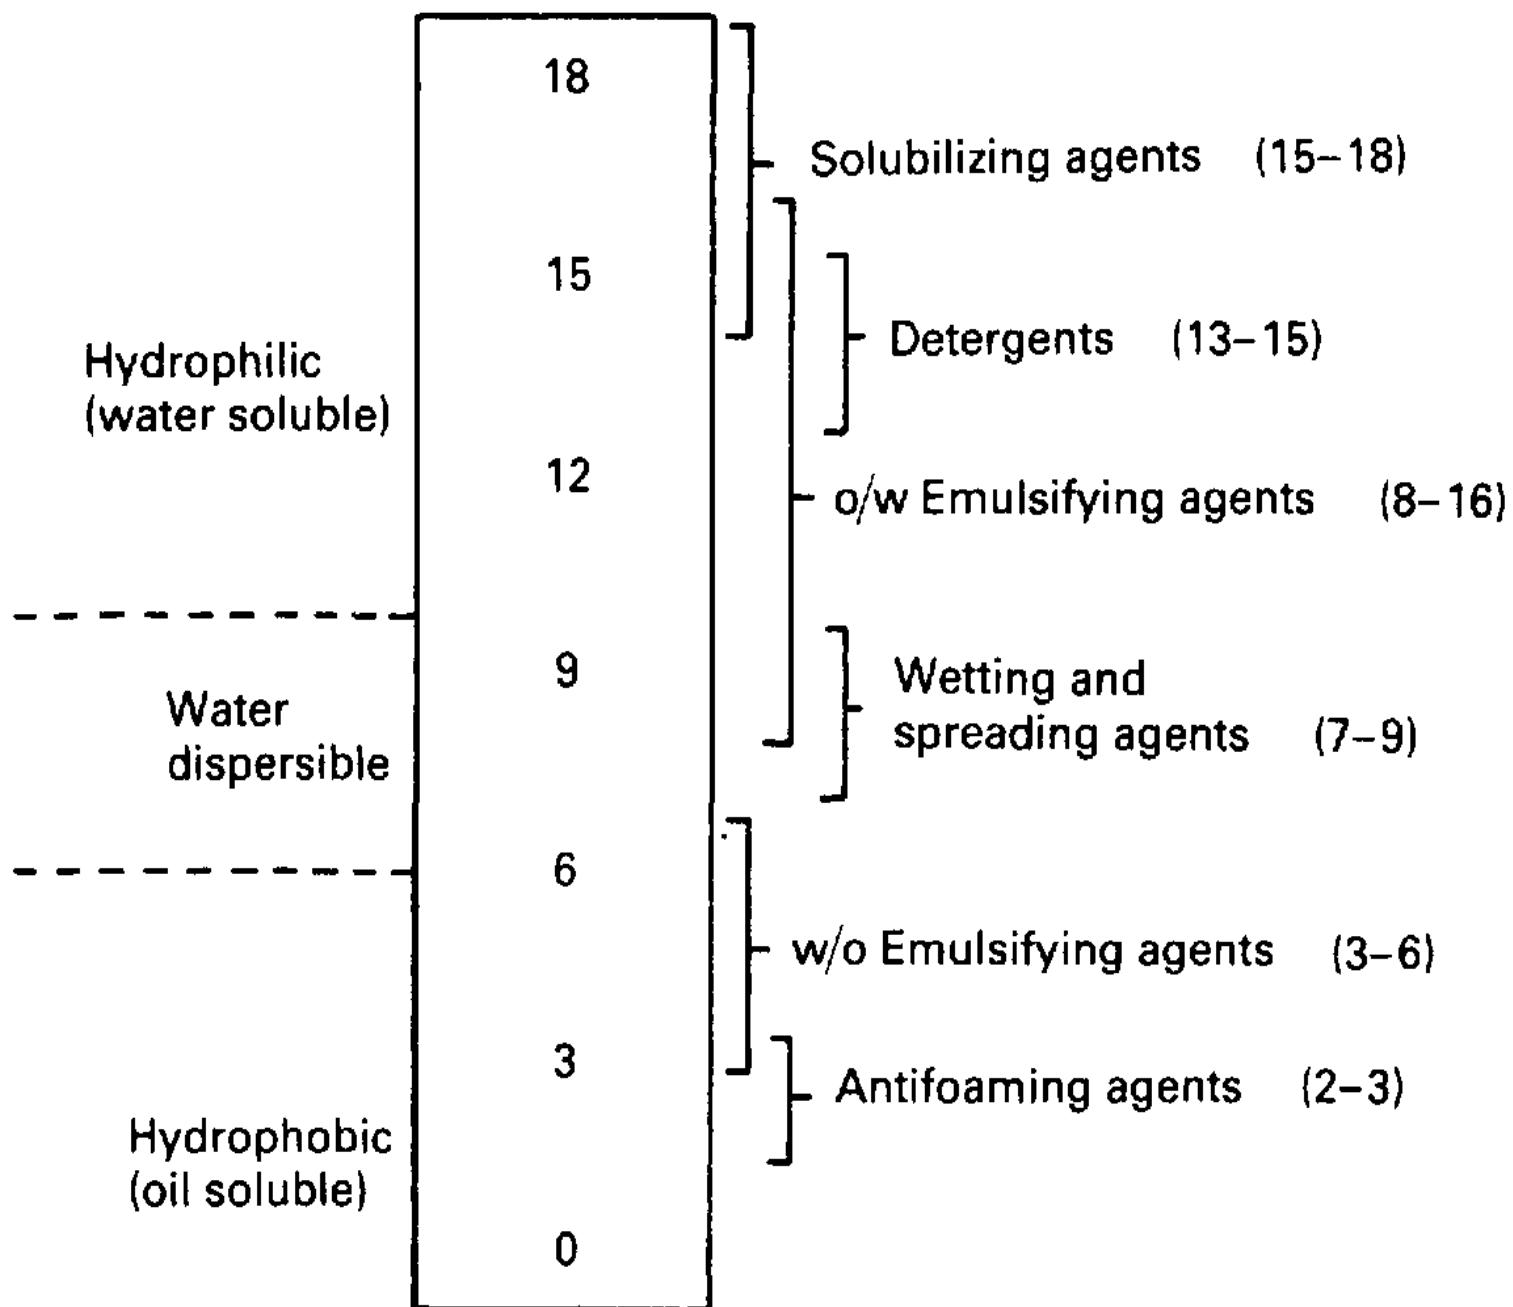 18
Solubilizing agents (15–18)
15
Detergents (13–15)
Hydrophilic
(water soluble)
12
o/w Emulsifying agents (8–16)
9
Wetting and
spreading agents (7–9)
Water
dispersible
6
w/o Emulsifying agents (3–6)
3
Antifoaming agents (2–3)
Hydrophobic
(oil soluble)
0